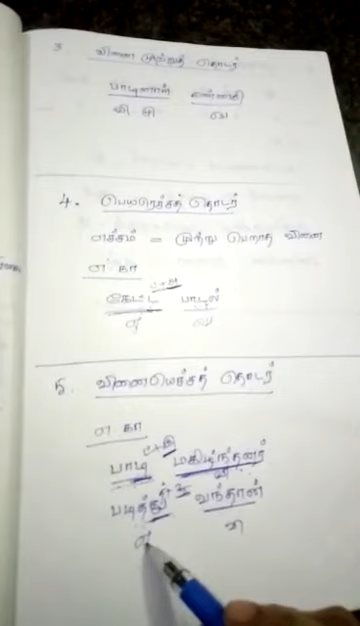 3. வினை முற்றுத் தொடர்
பாடினாள் கண்ணகி
வி மு
4. பெயரெச்சத் தொடர்
எச்சம் = முற்று பெறாத வினை
எ.கா
கேட்ட பாடல்
எ
5. வினையெச்சத் தொடர்
எ.கா
பாடி மகிழ்ந்தனர்
வி
படித்து வந்தான்
எ வி